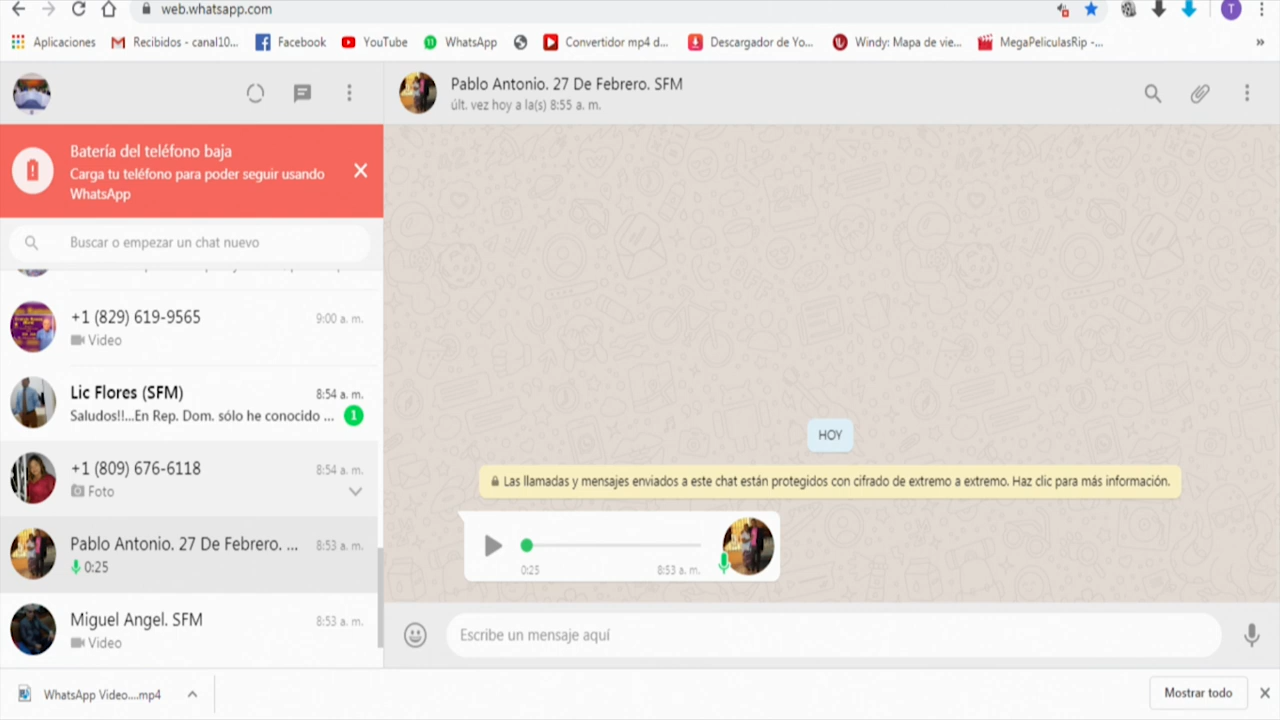 web.whatsapp.com
T
Aplicaciones
Recibidos - canal10...
Facebook
YouTube
WhatsApp
Convertidor mp4 d...
Descargador de Yo...
Windy: Mapa de vie...
MegaPeliculasRip -...
»
Batería del teléfono baja
Carga tu teléfono para poder seguir usando
WhatsApp
Buscar o empezar un chat nuevo
+1 (829) 619-9565
9:00 a. m.
Video
Lic Flores (SFM)
8:54 a. m.
Saludos!!...En Rep. Dom. sólo he conocido ...
1
+1 (809) 676-6118
8:54 a. m.
Foto
Pablo Antonio. 27 De Febrero. ...
8:53 a. m.
0:25
Miguel Angel. SFM
8:53 a. m.
Video
Pablo Antonio. 27 De Febrero. SFM
últ. vez hoy a la(s) 8:55 a. m.
HOY
Las llamadas y mensajes enviados a este chat están protegidos con cifrado de extremo a extremo. Haz clic para más información.
0:25
8:53 a. m.
Escribe un mensaje aquí
WhatsApp Video....mp4
Mostrar todo